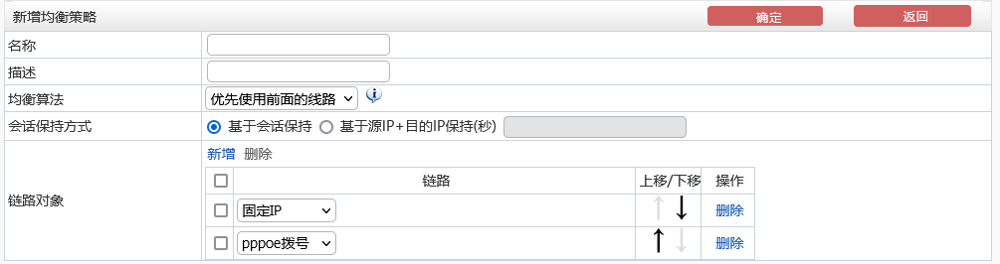 新增均衡策略 确定 返回
名称
描述
均衡算法 优先使用前面的线路
会话保持方式 基于会话保持 基于源IP+目的IP保持(秒)
新增 删除
链路对象
链路 上移/下移 操作
固定IP 删除
pppoe拨号 删除